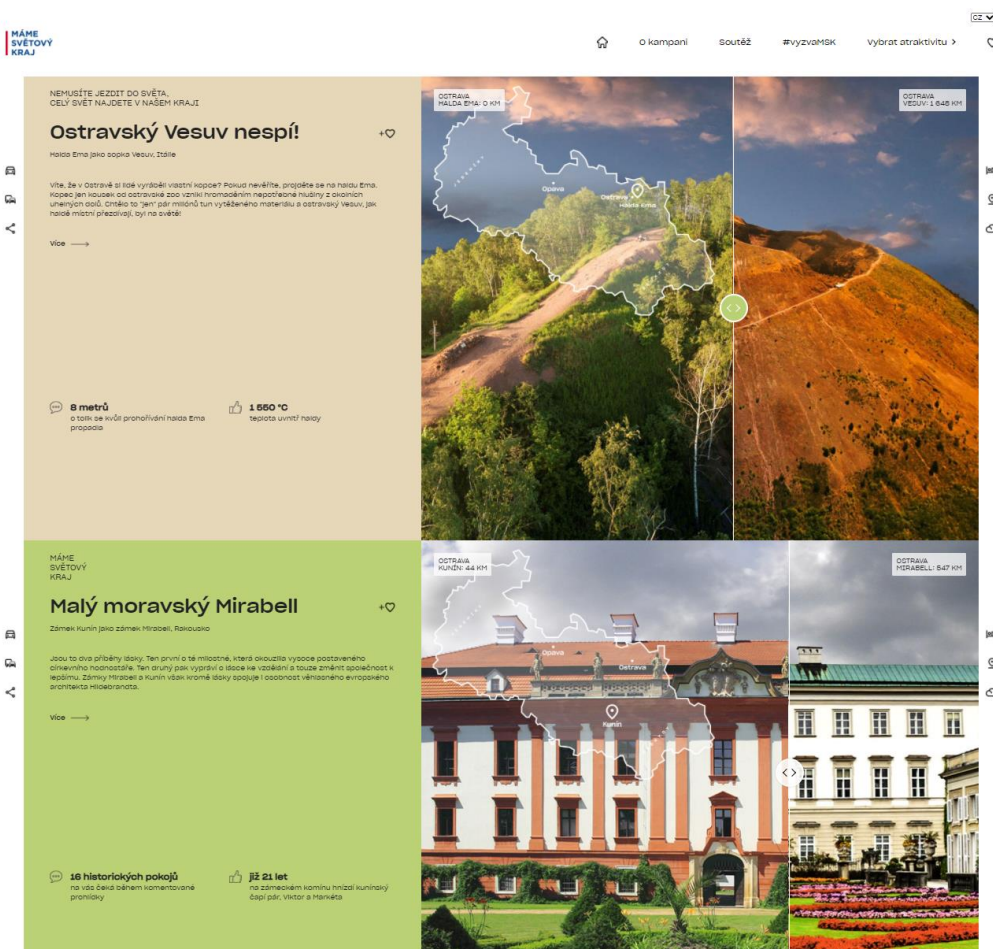 CZ
MÁME
SVĚTOVÝ
KRAJ
O kampani
Soutěž
#vyzvaMSK
Vybrat atraktivitu
NEMUSÍTE JEZDIT DO SVĚTA,
CELÝ SVĚT NAJDETE V NAŠEM KRAJI
Ostravský Vesuv nespí!
Halda Ema jako sopka Vesuv, Itálie
Víte, že v Ostravě si lidé vyráběli vlastní kopce? Pokud nevěříte, projděte se na haldu Ema.
Kopec jen kousek od ostravské zoo vznikl hromaděním nepotřebné hlušiny z okolních
uhelných dolů. Chtělo to "jen" pár miliónů tun vytěženého materiálu a ostravský Vesuv, jak
haldě místní přezdívají, byl na světě!
Více
8 metrů
o tolik se kvůli prohořívání halda Ema
propadla
1 550 °C
teplota uvnitř haldy
OSTRAVA
HALDA EMA: 0 KM
Opava
Ostrava
Halda Ema
OSTRAVA
VESUV: 1 648 KM
MÁME
SVĚTOVÝ
KRAJ
Malý moravský Mirabell
Zámek Kunín jako zámek Mirabell, Rakousko
Jsou to dva příběhy lásky. Ten první o té milostné, která okouzlila vysoce postaveného
církevního hodnostáře. Ten druhý pak vypráví o lásce ke vzdělání a touze změnit společnost k
lepšímu. Zámky Mirabell a Kunín však kromě lásky spojuje i osobnost věhlasného evropského
architekta Hildebrandta.
Více
16 historických pokojů
na vás čeká během komentované
prohlídky
již 21 let
na zámeckém komínu hnízdí kunínský
čapí pár, Viktor a Markéta
OSTRAVA
KUNÍN: 44 KM
Opava
Ostrava
Kunín
OSTRAVA
MIRABELL: 547 KM